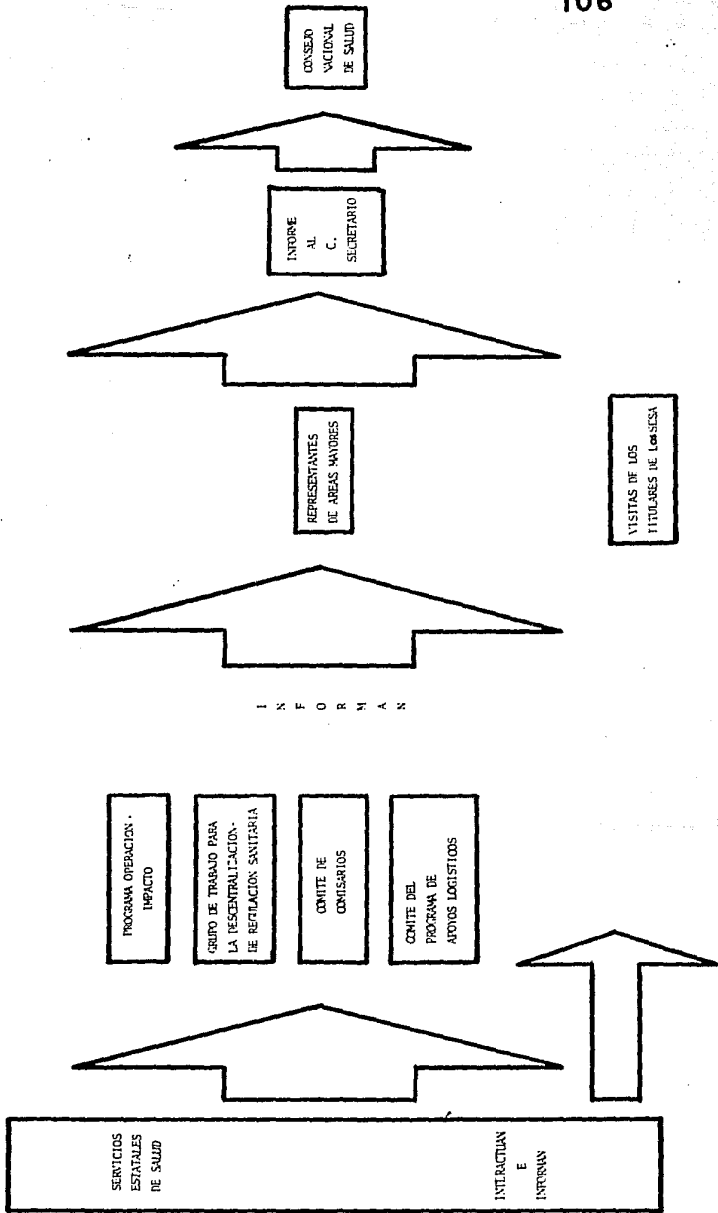 106
SERVICIOS
ESTATALES
DE SALUD
INTERACTUAN
E
INFORMAN
PROGRAMA OPERACION -
IMPACTO
GRUPO DE TRABAJO PARA
LA DESCENTRALIZACION-
DE REGULACION SANITARIA
COMITE DE
COMISARIOS
COMITE DEL
PROGRAMA DE
APOYOS LOGISTICOS
I N F O R M A N
REPRESENTANTES
DE AREAS MAYORES
VISITAS DE LOS
TITULARES DE LosSESA
INFORME
AL
C.
SECRETARIO
CONSEJO
NACIONAL
DE SALUD